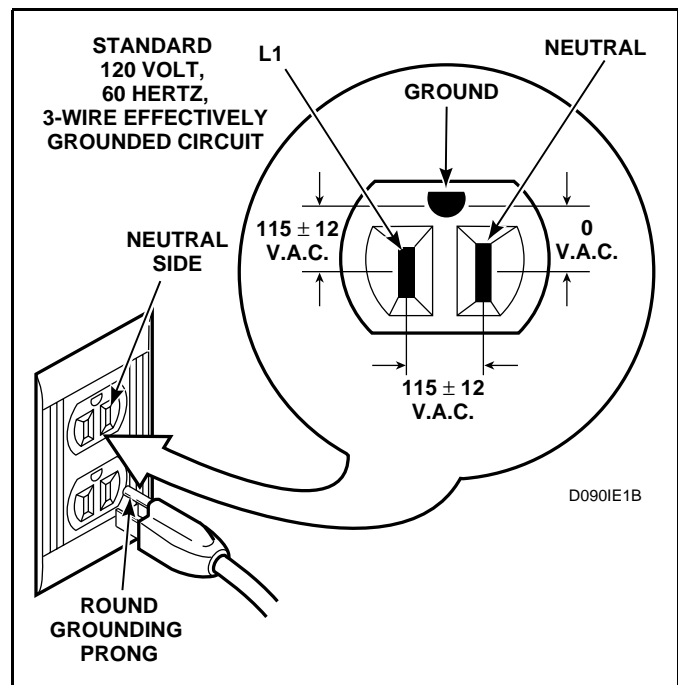 STANDARD
120 VOLT,
60 HERTZ,
3-WIRE EFFECTIVELY
GROUNDED CIRCUIT
L1
NEUTRAL
GROUND
115 ± 12
V.A.C.
0
V.A.C.
NEUTRAL
SIDE
115 ± 12
V.A.C.
D090IE1B
ROUND
GROUNDING
PRONG